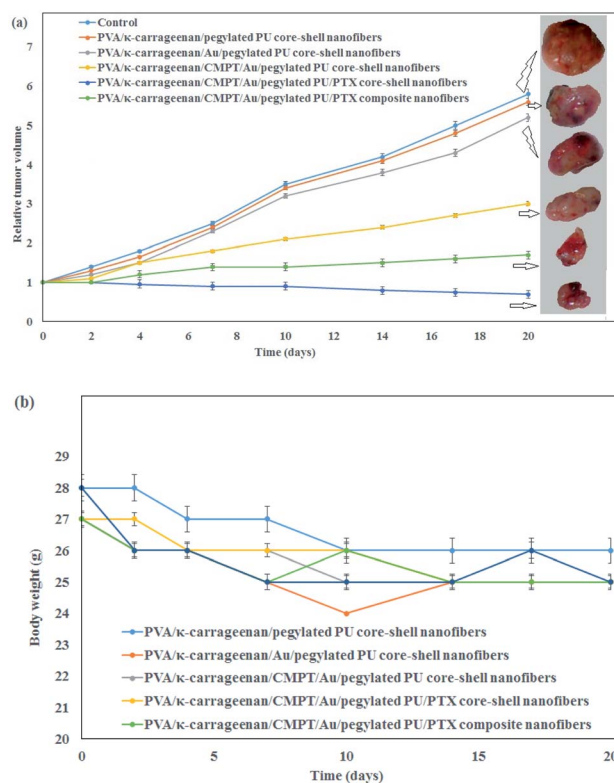 (a)
Control
PVA/κ-carrageenan/pegylated PU core-shell nanofibers
PVA/κ-carrageenan/Au/pegylated PU core-shell nanofibers
PVA/κ-carrageenan/CMPT/Au/pegylated PU core-shell nanofibers
PVA/κ-carrageenan/CMPT/Au/pegylated PU/PTX core-shell nanofibers
PVA/κ-carrageenan/CMPT/Au/pegylated PU/PTX composite nanofibers
Relative tumor volume
7
6
5
4
3
2
1
0
0 2 4 6 8 10 12 14 16 18 20
Time (days)
(b)
Body weight (g)
29
28
27
26
25
24
23
22
21
20
PVA/κ-carrageenan/pegylated PU core-shell nanofibers
PVA/κ-carrageenan/Au/pegylated PU core-shell nanofibers
PVA/κ-carrageenan/CMPT/Au/pegylated PU core-shell nanofibers
PVA/κ-carrageenan/CMPT/Au/pegylated PU/PTX core-shell nanofibers
PVA/κ-carrageenan/CMPT/Au/pegylated PU/PTX composite nanofibers
0 5 10 15 20
Time (days)